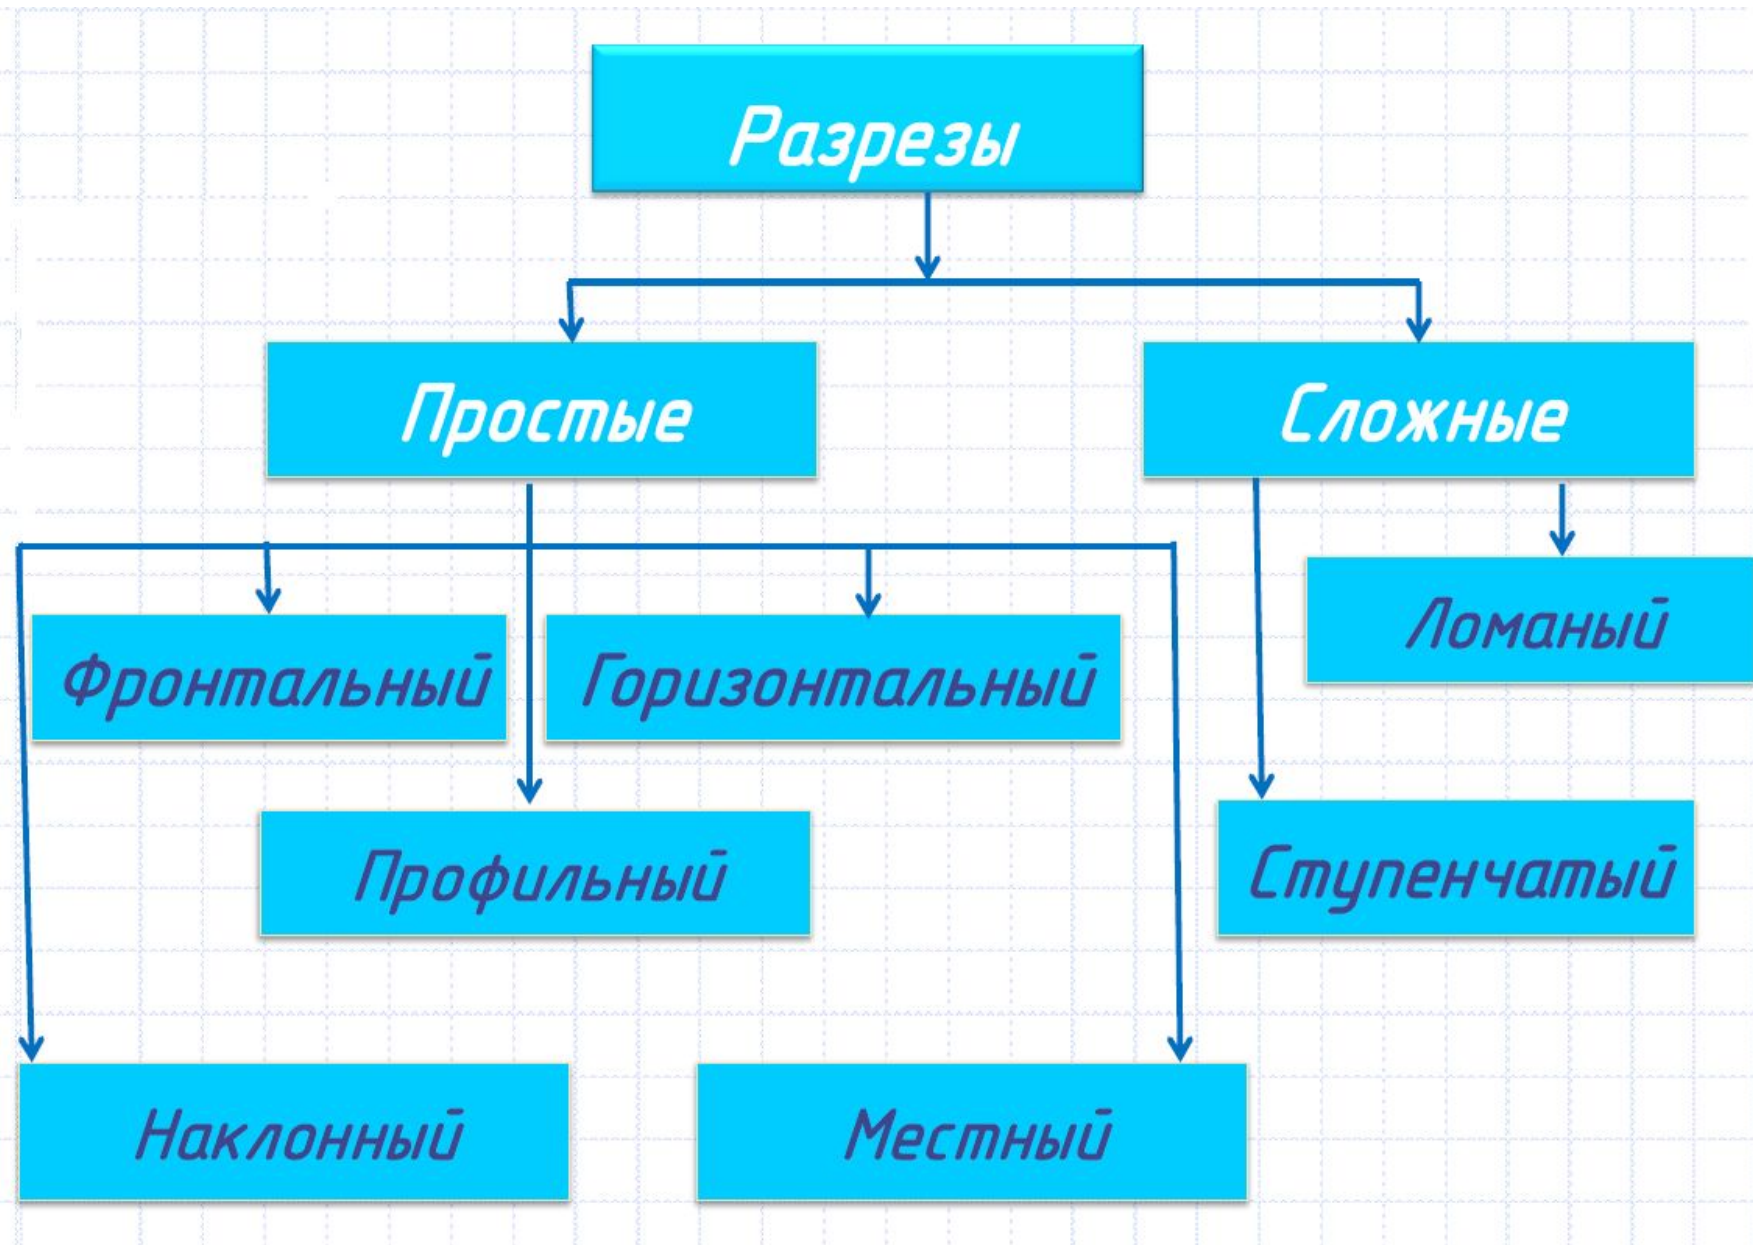 Разрезы
Простые
Сложные
Фронтальный
Горизонтальный
Ломаный
Профильный
Ступенчатый
Наклонный
Местный